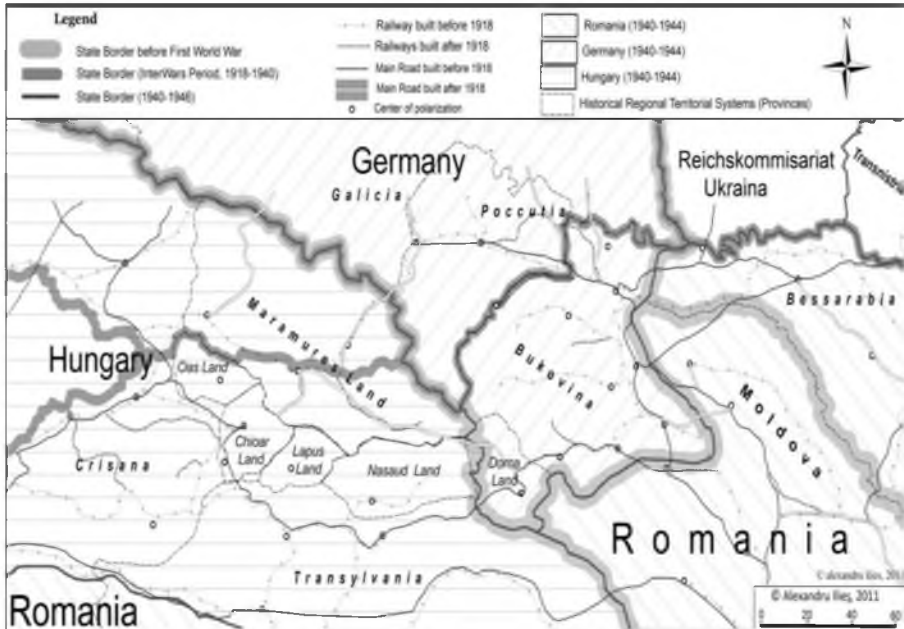 Legend
State Border before First World War
State Border (InterWars Period, 1918-1940)
State Border (1940-1946)
Railway built before 1918
Railways built after 1918
Main Road built before 1918
Main Road built after 1918
Center of polarization
Romania (1940-1944)
Germany (1940-1944)
Hungary (1940-1944)
Historical Regional Territorial Systems (Provinces)
N
Germany
Galicia
Poccutia
Reichskommisariat
Ukraina
Transnistria
Bessarabia
Maramures Land
Hungary
Oas Land
Bukovina
Moldova
Chioar
Land
Lapus
Land
Nasaud Land
Dorna
Land
Crisana
Romania
Transylvania
Romania
© Alexandru Ilieș, 2011
0 20 40 60